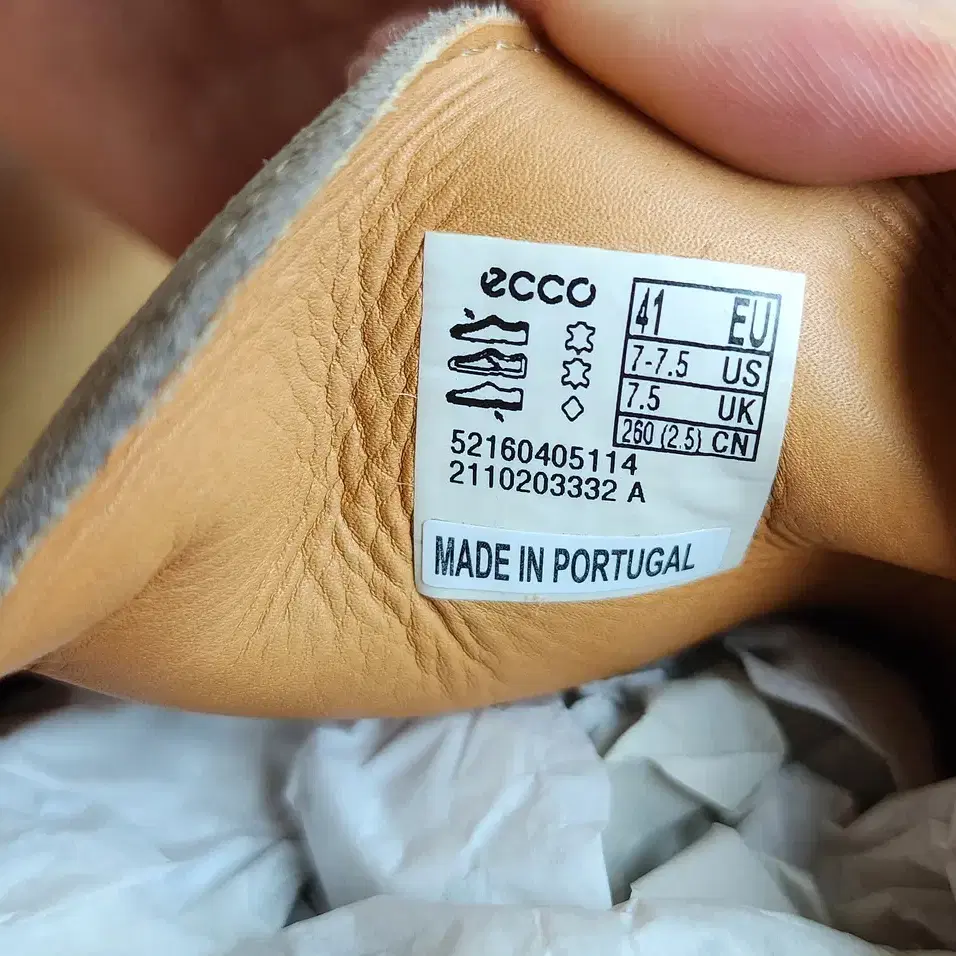 ecco
41 EU
7-7.5 US
7.5 UK
260 (2.5) CN
52160405114
2110203332 A
MADE IN PORTUGAL